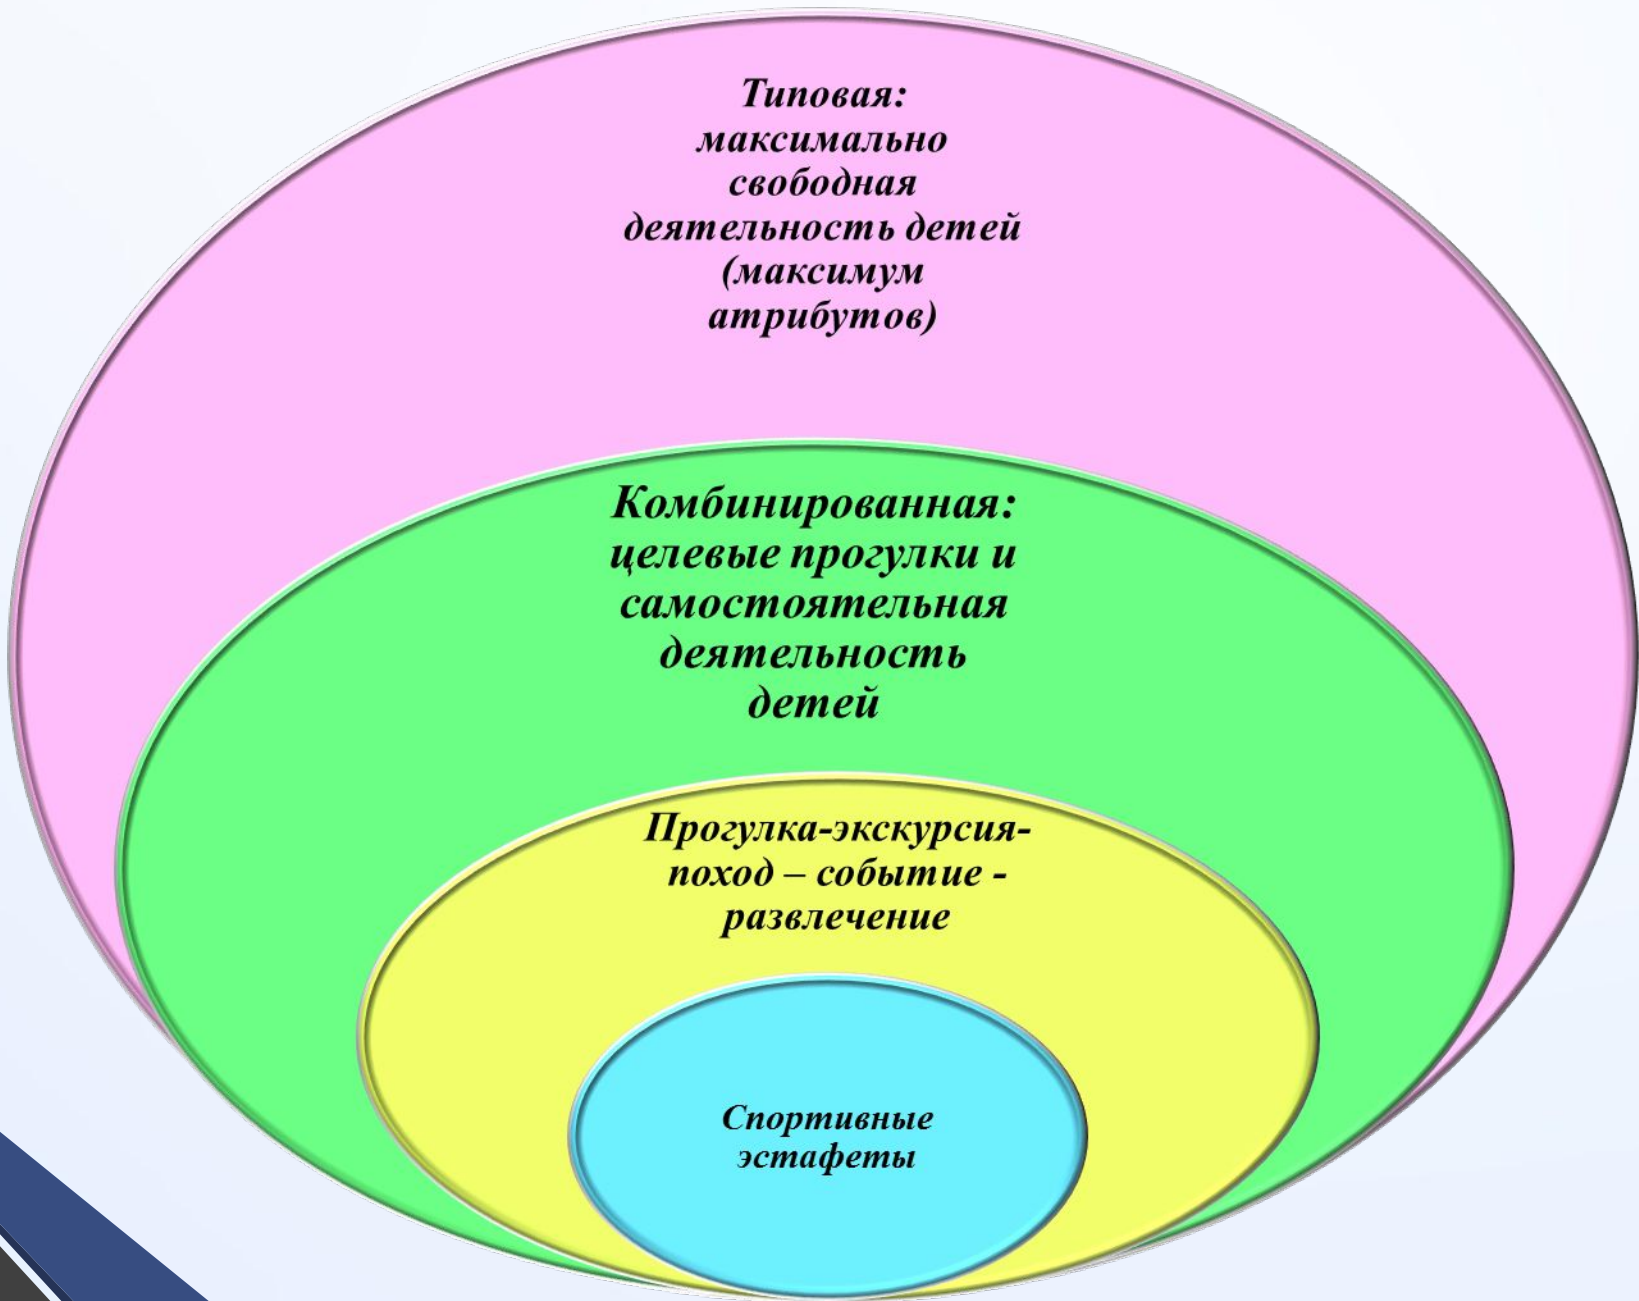 Типовая:
максимально
свободная
деятельность детей
(максимум
атрибутов)
Комбинированная:
целевые прогулки и
самостоятельная
деятельность
детей
Прогулка-экскурсия-
поход – событие -
развлечение
Спортивные
эстафеты